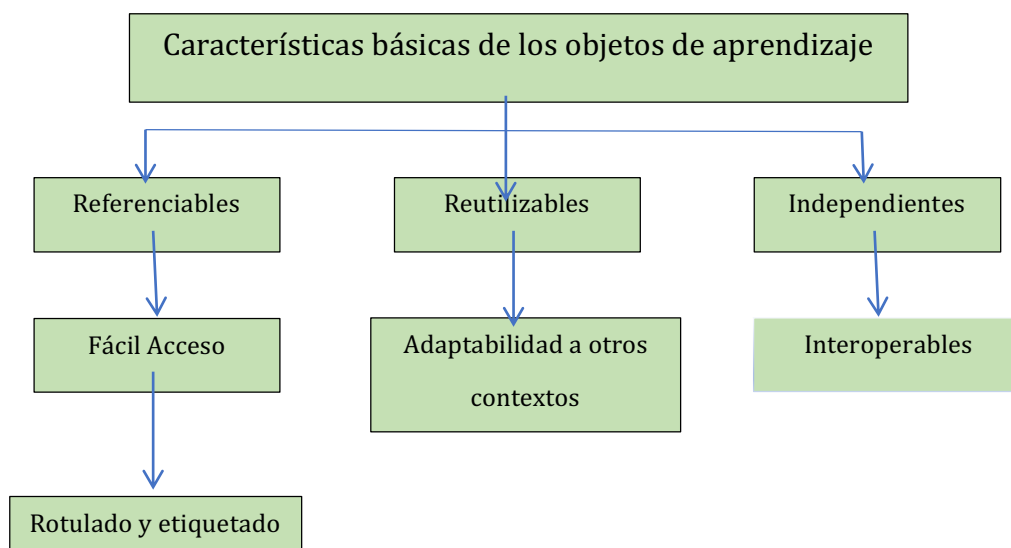 Características básicas de los objetos de aprendizaje
Referenciables
Reutilizables
Independientes
Fácil Acceso
Adaptabilidad a otros
contextos
Interoperables
Rotulado y etiquetado